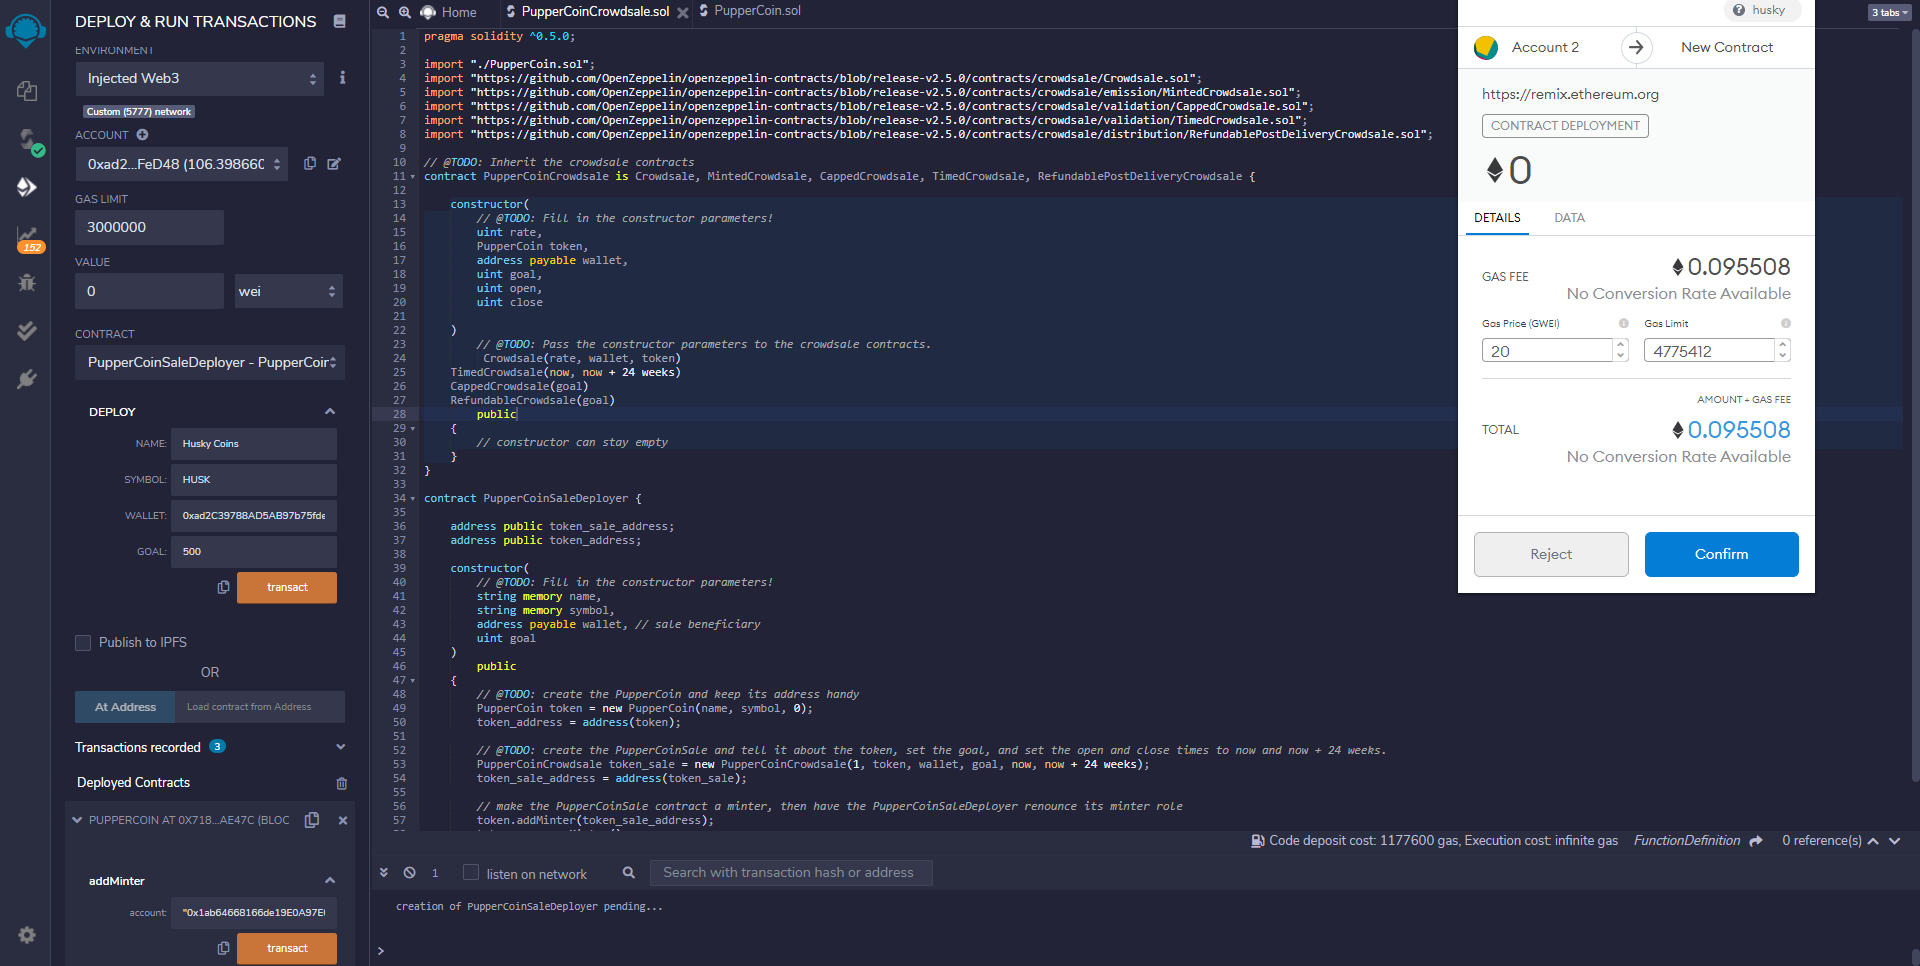 DEPLOY & RUN TRANSACTIONS
ENVIRONMENT
Injected Web3
Custom (5777) network
ACCOUNT
0xad2...FeD48 (106.398660
GAS LIMIT
3000000
VALUE
0
wei
CONTRACT
PupperCoinSaleDeployer - PupperCoin
DEPLOY
NAME: Husky Coins
SYMBOL: HUSK
WALLET: 0xad2C39788AD5AB97b75fde
GOAL: 500
transact
Publish to IPFS
OR
At Address Load contract from Address
Transactions recorded 3
Deployed Contracts
PUPPERCOIN AT 0X718...AE47C (BLOC
addMinter
account: "0x1ab64668166de19E0A97E
transact
152
Home PupperCoinCrowdsale.sol PupperCoin.sol
3 tabs
1 pragma solidity ^0.5.0;
2
3 import "./PupperCoin.sol";
4 import "https://github.com/OpenZeppelin/openzeppelin-contracts/blob/release-v2.5.0/contracts/crowdsale/Crowdsale.sol";
5 import "https://github.com/OpenZeppelin/openzeppelin-contracts/blob/release-v2.5.0/contracts/crowdsale/emission/MintedCrowdsale.sol";
6 import "https://github.com/OpenZeppelin/openzeppelin-contracts/blob/release-v2.5.0/contracts/crowdsale/validation/CappedCrowdsale.sol";
7 import "https://github.com/OpenZeppelin/openzeppelin-contracts/blob/release-v2.5.0/contracts/crowdsale/validation/TimedCrowdsale.sol";
8 import "https://github.com/OpenZeppelin/openzeppelin-contracts/blob/release-v2.5.0/contracts/crowdsale/distribution/RefundablePostDeliveryCrowdsale.sol";
9
10 // @TODO: Inherit the crowdsale contracts
11 contract PupperCoinCrowdsale is Crowdsale, MintedCrowdsale, CappedCrowdsale, TimedCrowdsale, RefundablePostDeliveryCrowdsale {
12
13 constructor(
14 // @TODO: Fill in the constructor parameters!
15 uint rate,
16 PupperCoin token,
17 address payable wallet,
18 uint goal,
19 uint open,
20 uint close
21
22 )
23 // @TODO: Pass the constructor parameters to the crowdsale contracts.
24 Crowdsale(rate, wallet, token)
25 TimedCrowdsale(now, now + 24 weeks)
26 CappedCrowdsale(goal)
27 RefundableCrowdsale(goal)
28 public
29 {
30 // constructor can stay empty
31 }
32 }
33
34 contract PupperCoinSaleDeployer {
35
36 address public token_sale_address;
37 address public token_address;
38
39 constructor(
40 // @TODO: Fill in the constructor parameters!
41 string memory name,
42 string memory symbol,
43 address payable wallet, // sale beneficiary
44 uint goal
45 )
46 public
47 {
48 // @TODO: create the PupperCoin and keep its address handy
49 PupperCoin token = new PupperCoin(name, symbol, 0);
50 token_address = address(token);
51
52 // @TODO: create the PupperCoinSale and tell it about the token, set the goal, and set the open and close times to now and now + 24 weeks.
53 PupperCoinCrowdsale token_sale = new PupperCoinCrowdsale(1, token, wallet, goal, now, now + 24 weeks);
54 token_sale_address = address(token_sale);
55
56 // make the PupperCoinSale contract a minter, then have the PupperCoinSaleDeployer renounce its minter role
57 token.addMinter(token_sale_address);
Code deposit cost: 1177600 gas, Execution cost: infinite gas FunctionDefinition 0 reference(s)
1 listen on network Search with transaction hash or address
creation of PupperCoinSaleDeployer pending...
>
husky
Account 2 New Contract
https://remix.ethereum.org
CONTRACT DEPLOYMENT
0
DETAILS DATA
GAS FEE 0.095508
No Conversion Rate Available
Gas Price (GWEI) Gas Limit
20 4775412
AMOUNT + GAS FEE
TOTAL 0.095508
No Conversion Rate Available
Reject Confirm